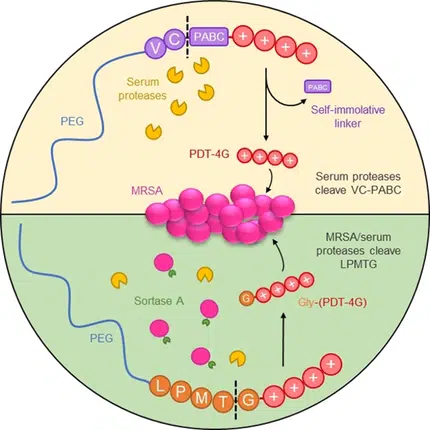 V C PABC + + + +
Serum
proteases
PABC
Self-immolative
linker
PEG
PDT-4G
+ + + +
Serum proteases
cleave VC-PABC
MRSA
MRSA/serum
proteases cleave
LPMTG
Sortase A
G + + + +
Gly-(PDT-4G)
PEG
L P M T G + + + +